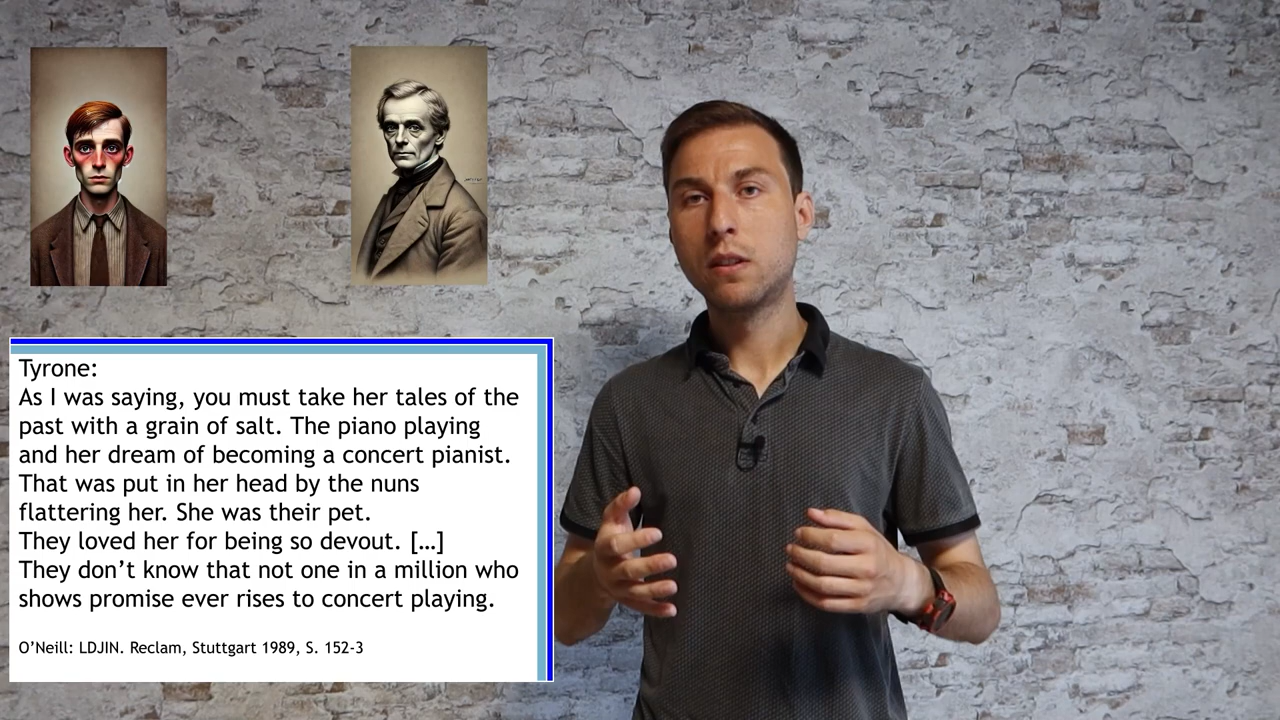 Tyrone:
As I was saying, you must take her tales of the
past with a grain of salt. The piano playing
and her dream of becoming a concert pianist.
That was put in her head by the nuns
flattering her. She was their pet.
They loved her for being so devout. […]
They don’t know that not one in a million who
shows promise ever rises to concert playing.
O’Neill: LDJIN. Reclam, Stuttgart 1989, S. 152-3